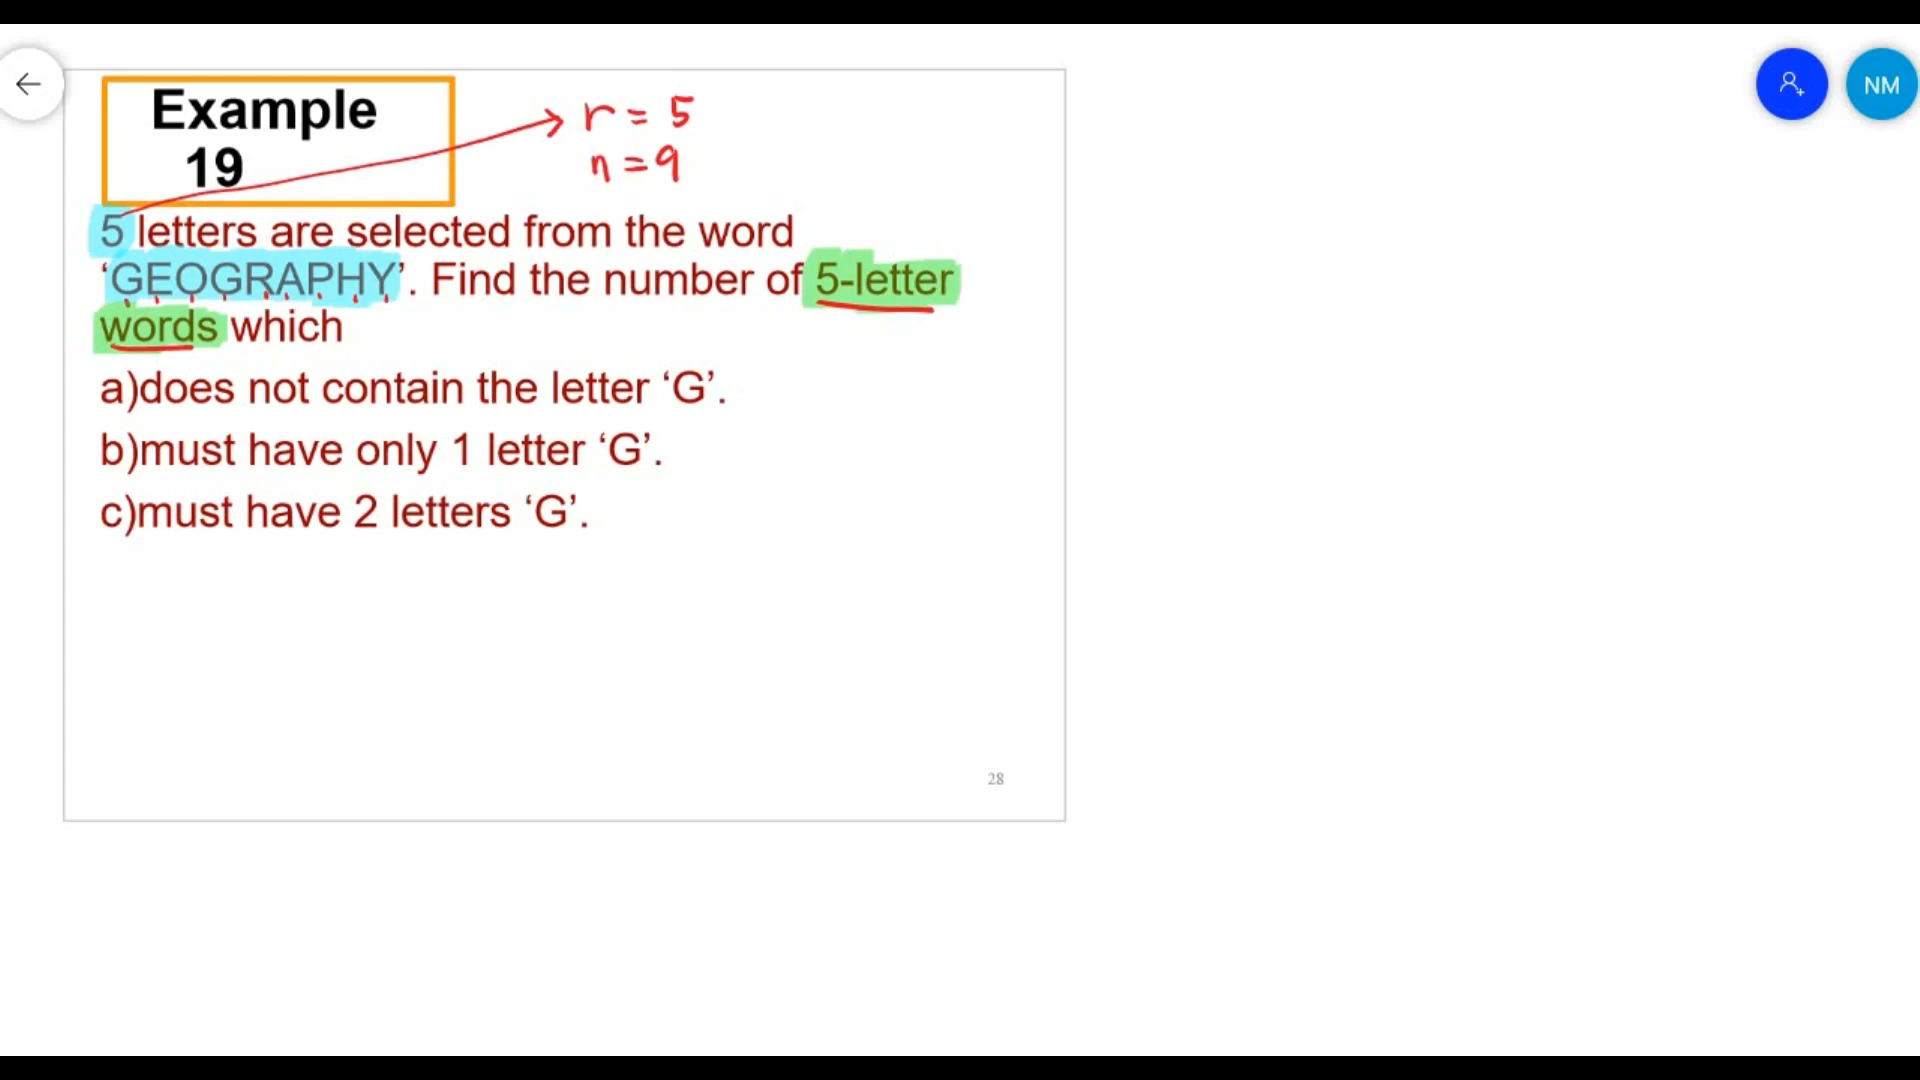 Example
19
r = 5
n = 9
5 letters are selected from the word
‘GEOGRAPHY’. Find the number of 5-letter
words which
a)does not contain the letter ‘G’.
b)must have only 1 letter ‘G’.
c)must have 2 letters ‘G’.
28
NM